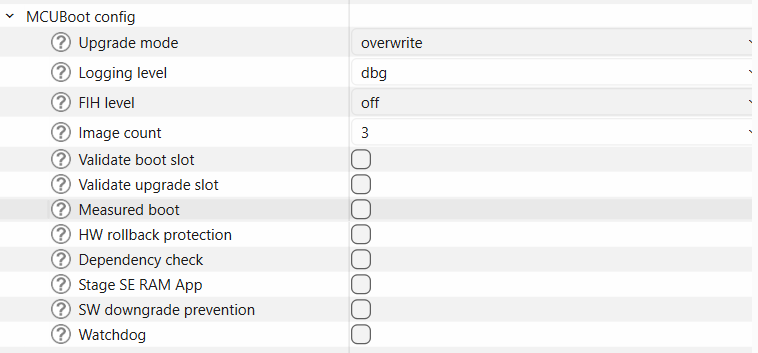 MCUBoot config
? Upgrade mode overwrite
? Logging level dbg
? FIH level off
? Image count 3
? Validate boot slot
? Validate upgrade slot
? Measured boot
? HW rollback protection
? Dependency check
? Stage SE RAM App
? SW downgrade prevention
? Watchdog